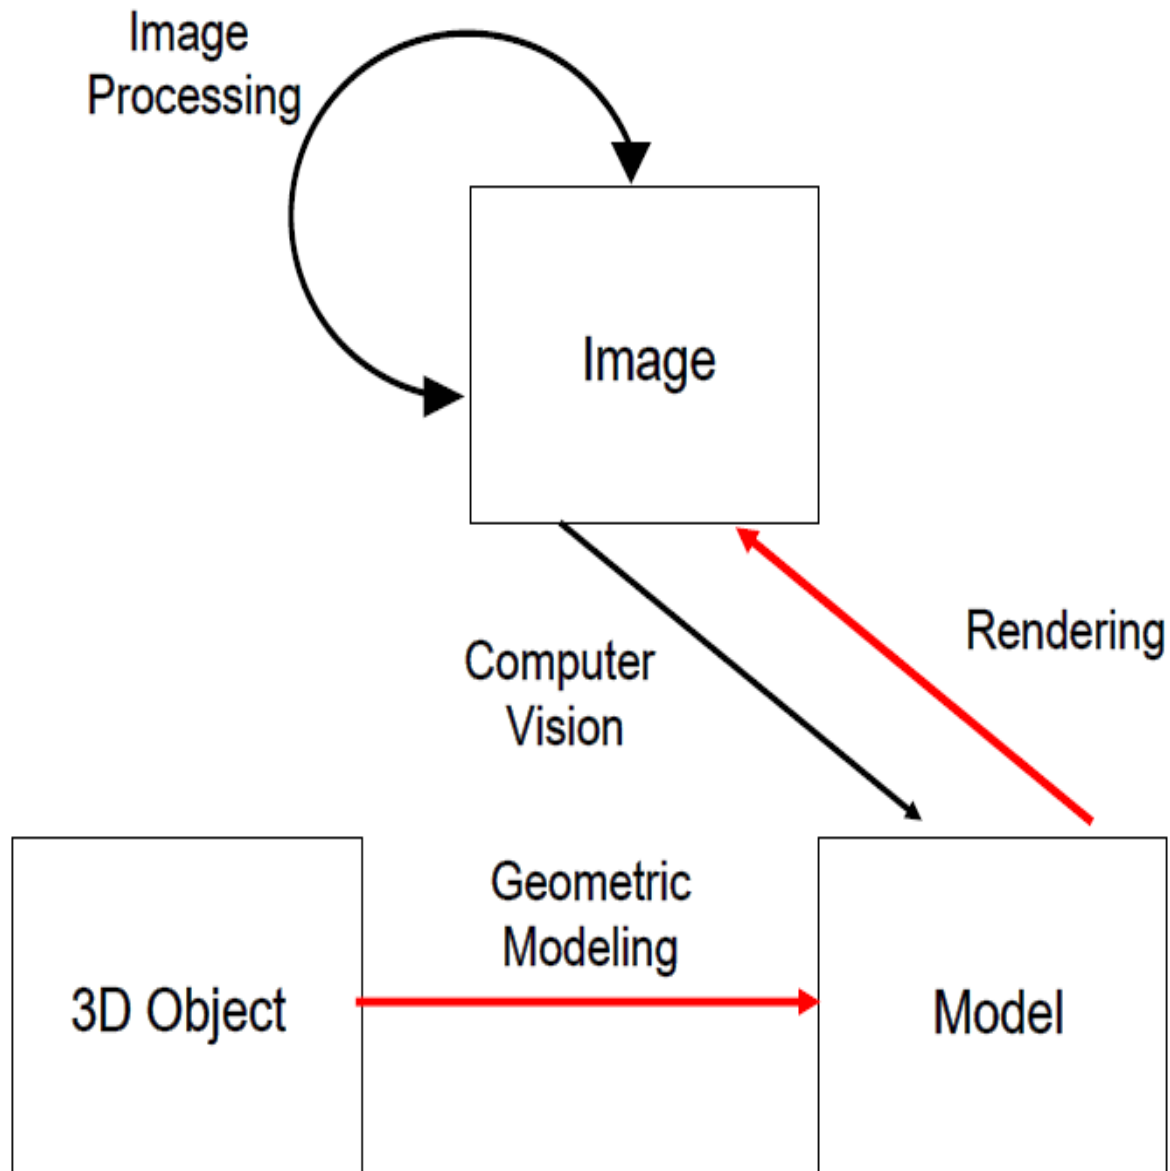 Image
Processing
Image
Computer
Vision
Rendering
Geometric
Modeling
3D Object
Model